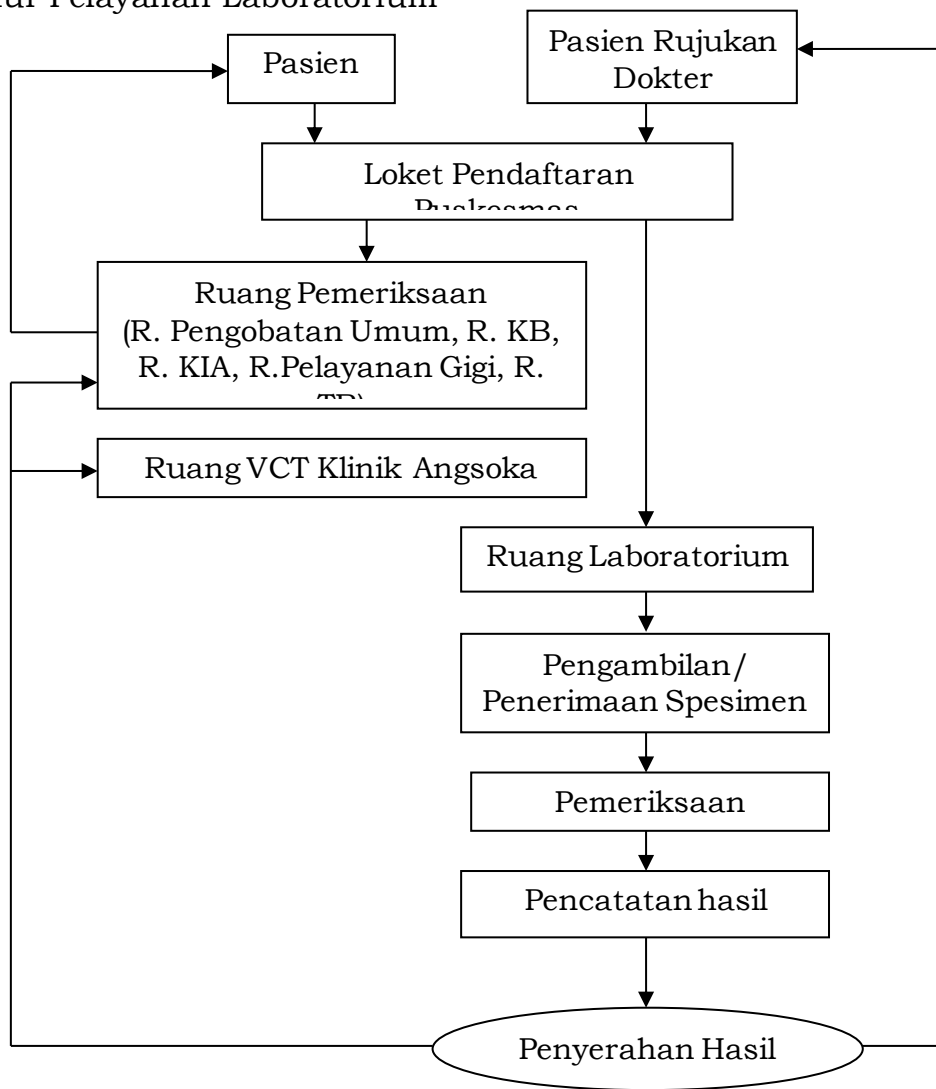 Pelayanan Laboratorium
Pasien
Pasien Rujukan
Dokter
Loket Pendaftaran
Puskesmas
Ruang Pemeriksaan
(R. Pengobatan Umum, R. KB,
R. KIA, R.Pelayanan Gigi, R.
Ruang VCT Klinik Angsoka
Ruang Laboratorium
Pengambilan/
Penerimaan Spesimen
Pemeriksaan
Pencatatan hasil
Penyerahan Hasil